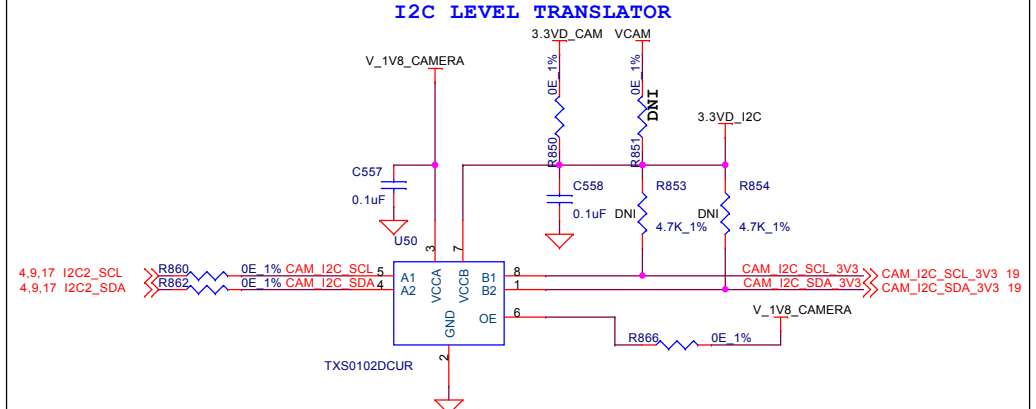 I2C LEVEL TRANSLATOR
3.3VD_CAM
VCAM
V_1V8_CAMERA
0E_1%
0E_1%
DNI
3.3VD_I2C
R850
R851
C557
0.1uF
C558
0.1uF
R853
DNI
4.7K_1%
R854
DNI
4.7K_1%
U50
3
7
VCCA
VCCB
4,9,17 I2C2_SCL
R860
0E_1%
CAM_I2C_SCL
5
A1
B1
8
CAM_I2C_SCL_3V3
CAM_I2C_SCL_3V3 19
4,9,17 I2C2_SDA
R862
0E_1%
CAM_I2C_SDA
4
A2
B2
1
CAM_I2C_SDA_3V3
CAM_I2C_SDA_3V3 19
GND
OE
6
V_1V8_CAMERA
R866
0E_1%
2
TXS0102DCUR